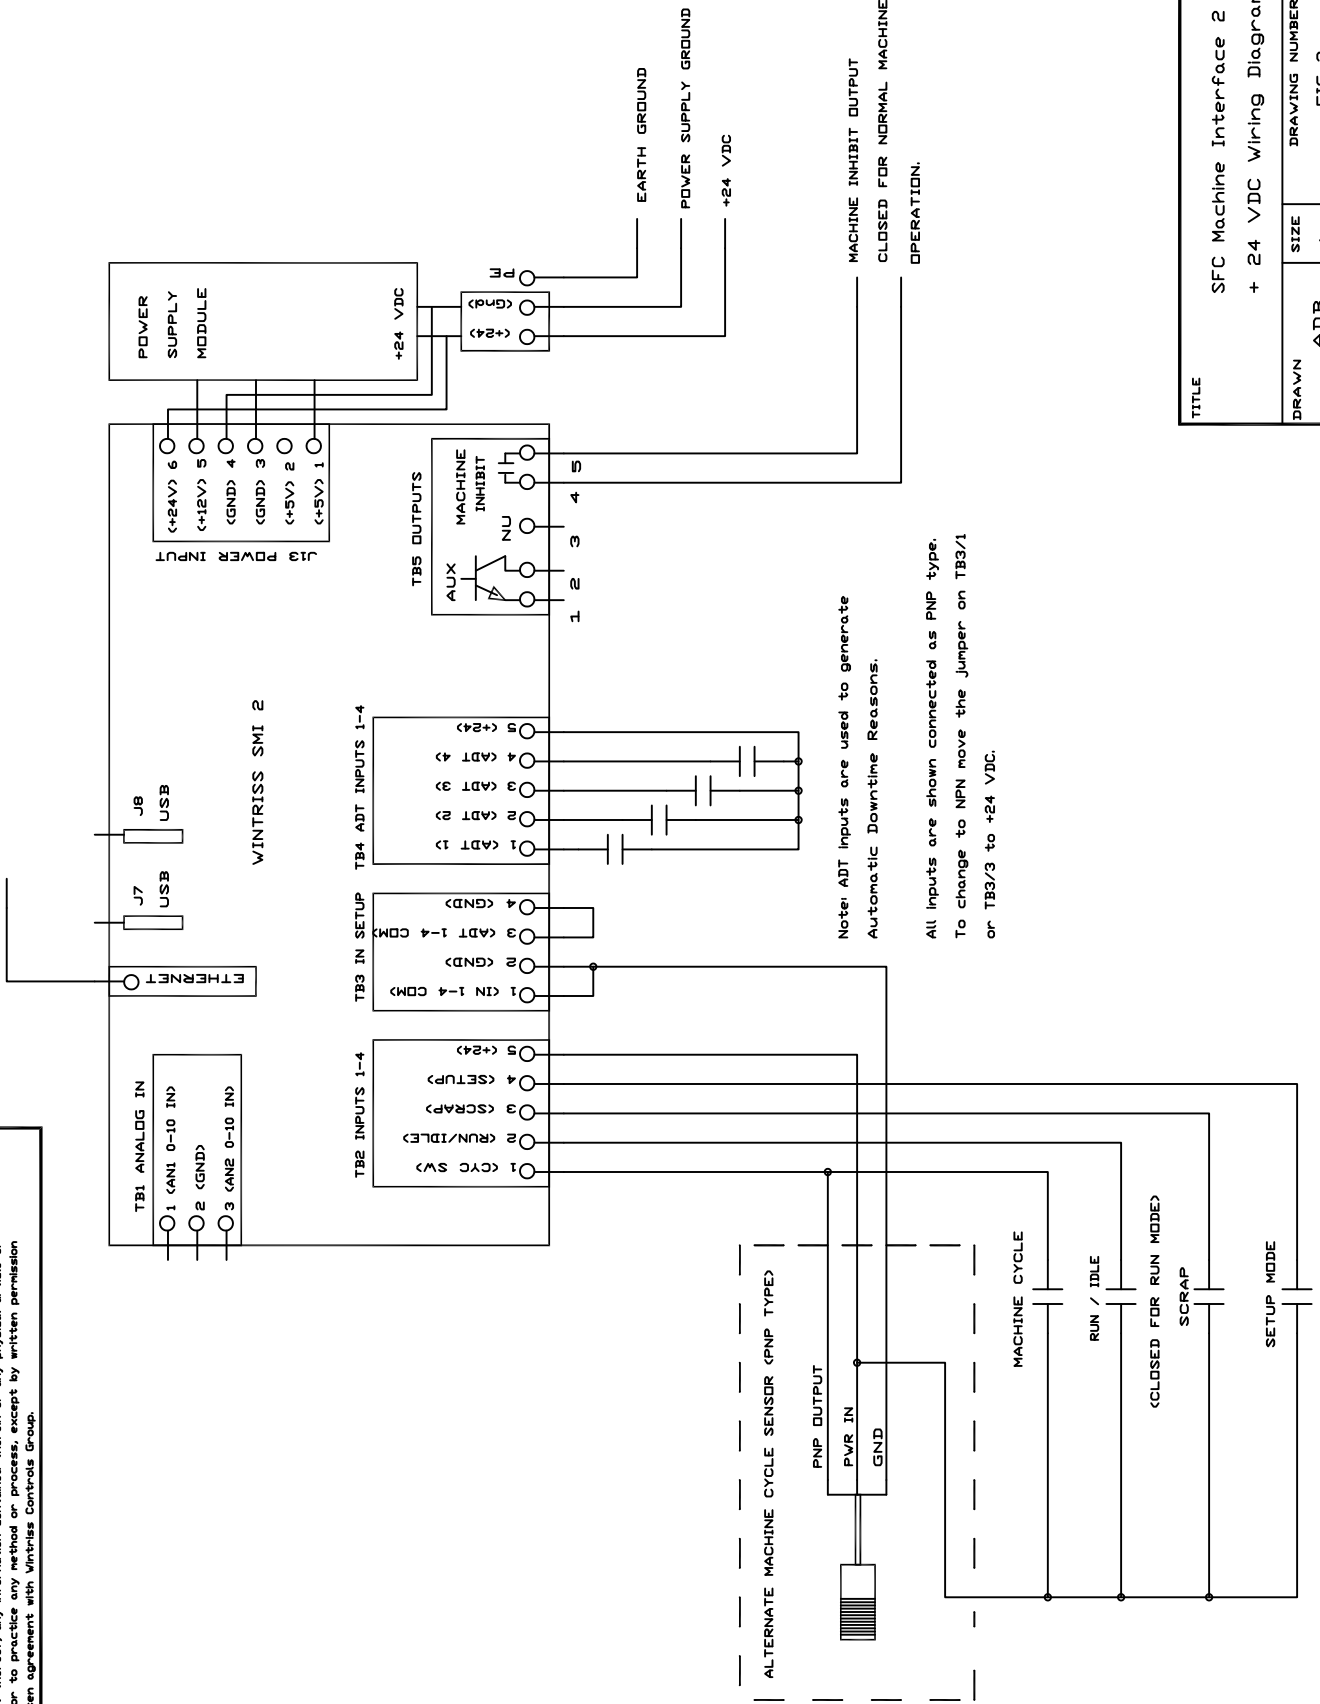 or to practice any method or process, except by written permission
agreement with Wintriss Controls Group.
TB1 ANALOG IN
1 (AN1 0-10 IN)
2 (GND)
3 (AN2 0-10 IN)
ETHERNET
J7
USB
J8
USB
WINTRISS SMI 2
J13 POWER INPUT
(+24V) 6
(+12V) 5
(GND) 4
(GND) 3
(+5V) 2
(+5V) 1
POWER
SUPPLY
MODULE
+24 VDC
PE
(Gnd)
(+24)
EARTH GROUND
POWER SUPPLY GROUND
+24 VDC
TB2 INPUTS 1-4
1 (CYC SW)
2 (RUN/IDLE)
3 (SCRAP)
4 (SETUP)
5 (+24)
TB3 IN SETUP
1 (IN 1-4 COM)
2 (GND)
3 (ADT 1-4 COM)
4 (GND)
TB4 ADT INPUTS 1-4
1 (ADT 1)
2 (ADT 2)
3 (ADT 3)
4 (ADT 4)
5 (+24)
TB5 OUTPUTS
AUX
NU
MACHINE
INHIBIT
1
2
3
4
5
MACHINE INHIBIT OUTPUT
CLOSED FOR NORMAL MACHINE
OPERATION.
Note: ADT inputs are used to generate
Automatic Downtime Reasons.
All inputs are shown connected as PNP type.
To change to NPN move the jumper on TB3/1
or TB3/3 to +24 VDC.
ALTERNATE MACHINE CYCLE SENSOR (PNP TYPE)
PNP OUTPUT
PWR IN
GND
MACHINE CYCLE
RUN / IDLE
(CLOSED FOR RUN MODE)
SCRAP
SETUP MODE
TITLE
SFC Machine Interface 2
+ 24 VDC Wiring Diagram
DRAWN
SIZE
DRAWING NUMBER